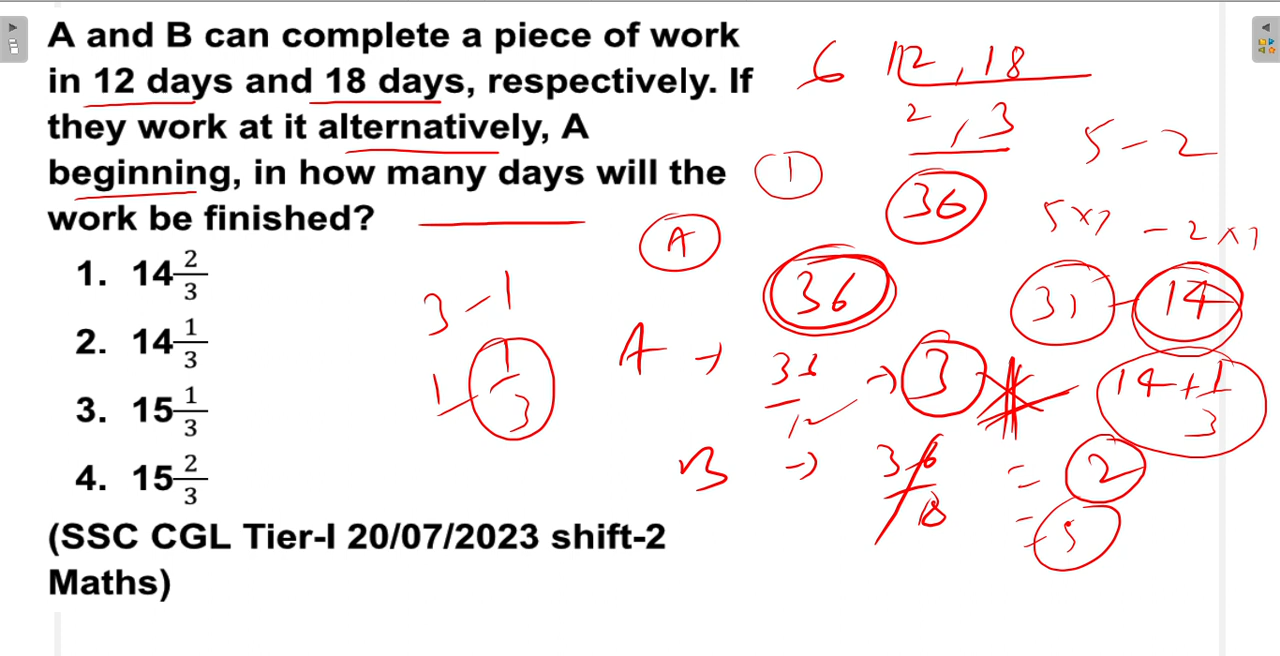 A and B can complete a piece of work
in 12 days and 18 days, respectively. If
they work at it alternatively, A
beginning, in how many days will the
work be finished?
1. 14 2/3
2. 14 1/3
3. 15 1/3
4. 15 2/3
(SSC CGL Tier-I 20/07/2023 shift-2
Maths)
6 12, 18
2, 3
36
5 - 2
1
A
5 x 7 - 2 x 7
36
14
3 - 1
1 - 1/3
A → → 3
14 + 1/3
B → 36/18 = 2
= 5